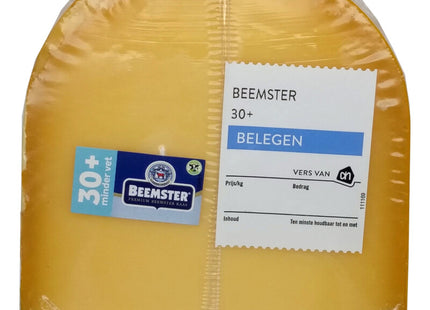 30+
minder vet
BEEMSTER
PREMIUM BEEMSTER KAAS
BEEMSTER
30+
BELEGEN
VERS VAN
Prijs/kg Bedrag
Inhoud Ten minste houdbaar tot en met